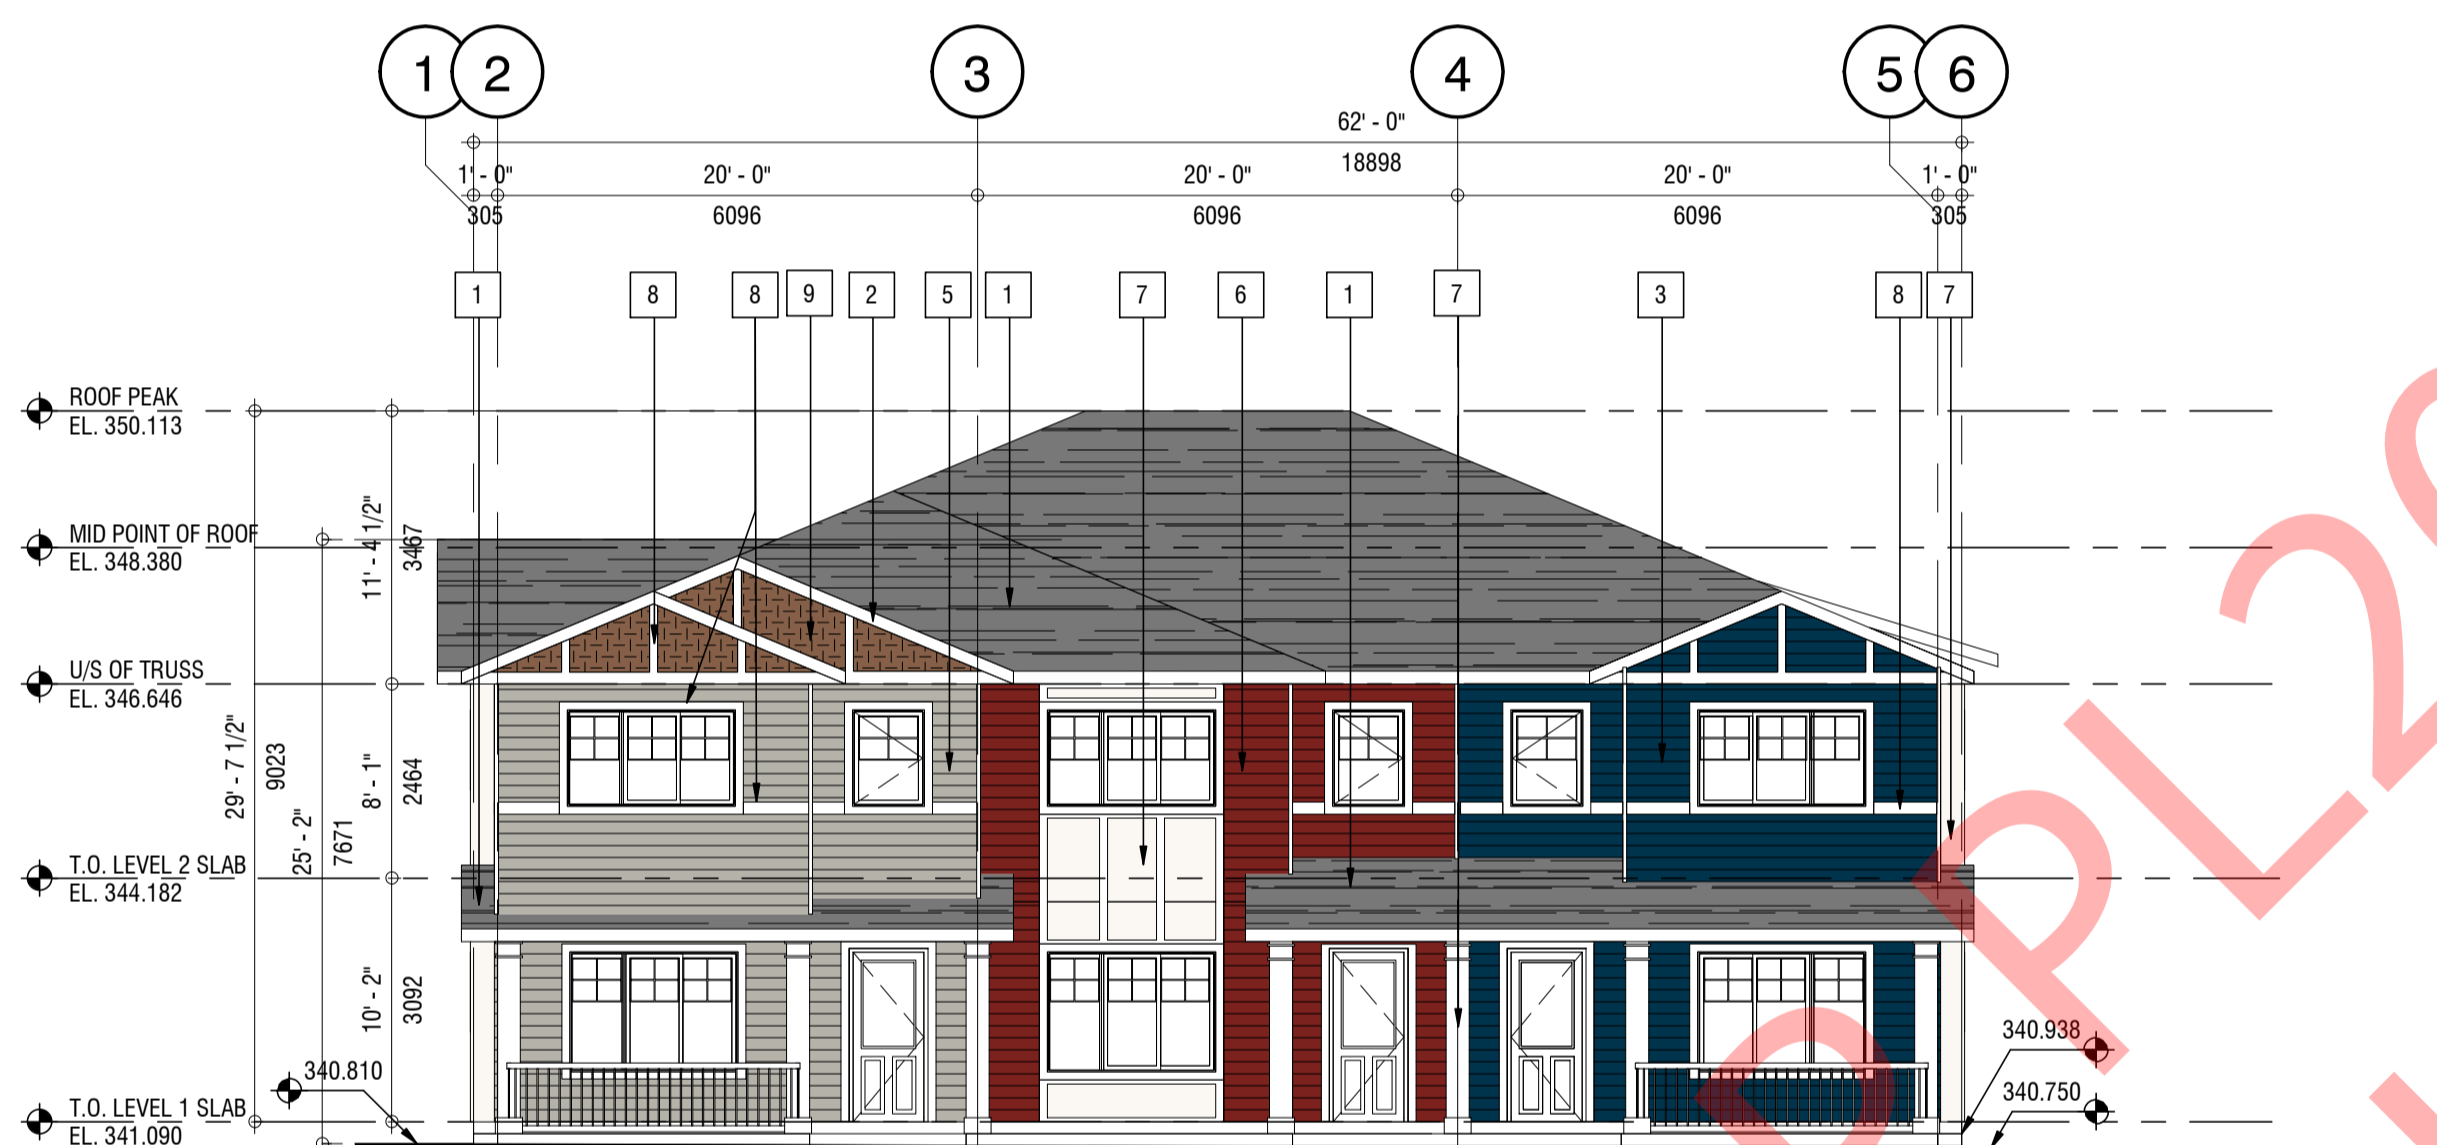 1 2 3 4 5 6
62' - 0"
18898
1' - 0" 20' - 0" 20' - 0" 20' - 0" 1' - 0"
305 6096 6096 6096 305
1 8 8 9 2 5 1 7 6 1 7 3 8 7
ROOF PEAK
EL. 350.113
MID POINT OF ROOF
EL. 348.380
U/S OF TRUSS
EL. 346.646
T.O. LEVEL 2 SLAB
EL. 344.182
T.O. LEVEL 1 SLAB
EL. 341.090
29' - 7 1/2"
9023
25' - 2"
7671
11' - 4 1/2"
3467
8' - 1"
2464
10' - 2"
3092
340.810
340.938
340.750
PL2